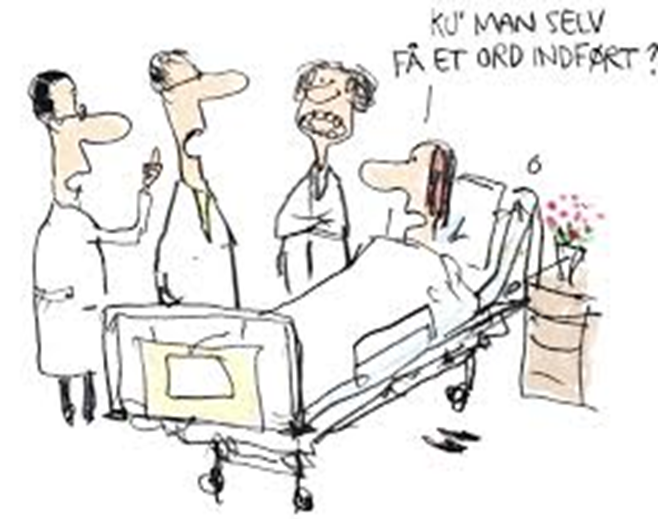 KU' MAN SELV
FÅ ET ORD INDFØRT?